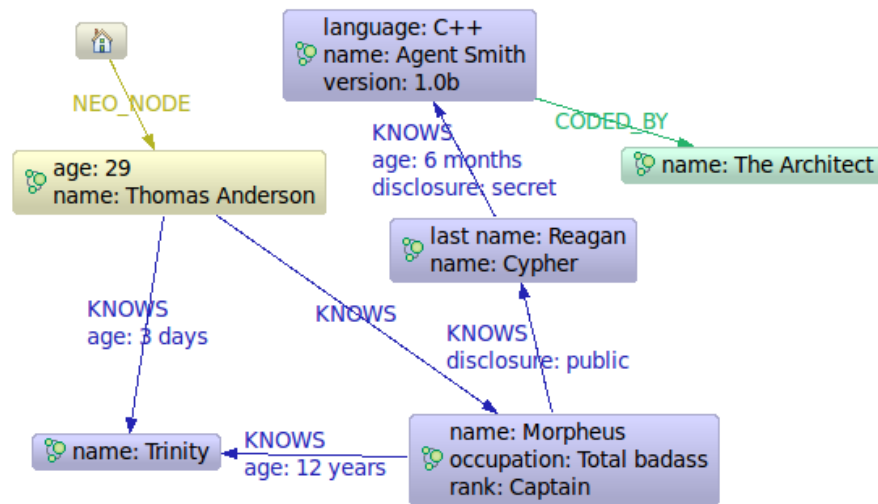 language: C++
name: Agent Smith
version: 1.0b
NEO_NODE
CODED_BY
KNOWS
age: 6 months
disclosure: secret
age: 29
name: Thomas Anderson
name: The Architect
last name: Reagan
name: Cypher
KNOWS
age: 3 days
KNOWS
KNOWS
disclosure: public
name: Trinity
KNOWS
age: 12 years
name: Morpheus
occupation: Total badass
rank: Captain